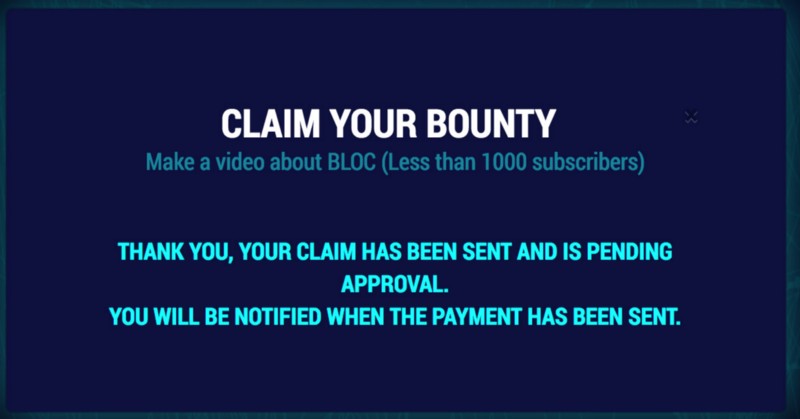 CLAIM YOUR BOUNTY
Make a video about BLOC (Less than 1000 subscribers)
THANK YOU, YOUR CLAIM HAS BEEN SENT AND IS PENDING
APPROVAL.
YOU WILL BE NOTIFIED WHEN THE PAYMENT HAS BEEN SENT.